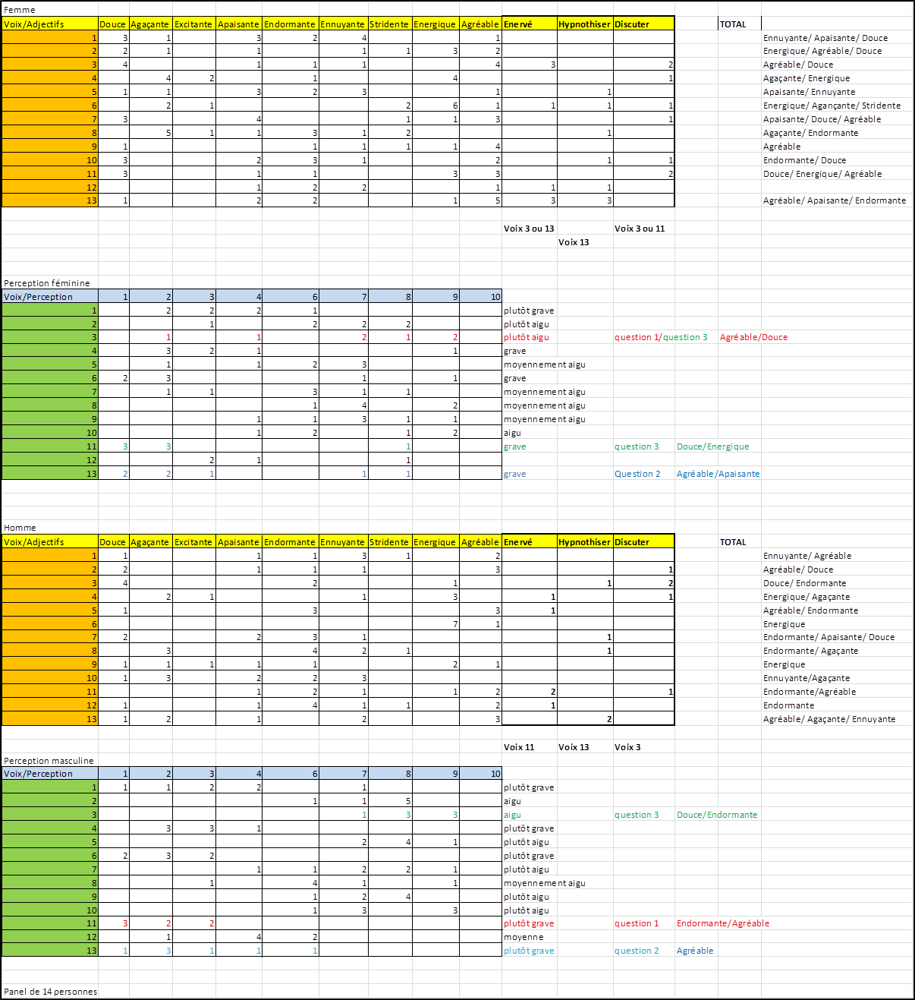 Femme
Voix/Adjectifs Douce Agaçante Excitante Apaisante Endormante Ennuyante Stridente Energique Agréable Enervé Hypnothiser Discuter TOTAL
1 3 1 3 2 4 1 Ennuyante/ Apaisante/ Douce
2 2 1 1 1 1 3 2 Energique/ Agréable/ Douce
3 4 1 1 1 4 3 2 Agréable/ Douce
4 4 2 1 4 1 Agaçante/ Energique
5 1 1 3 2 3 1 1 Apaisante/ Ennuyante
6 2 1 2 6 1 1 1 1 Energique/ Agançante/ Stridente
7 3 4 1 1 3 1 Apaisante/ Douce/ Agréable
8 5 1 1 3 1 2 1 Agaçante/ Endormante
9 1 1 1 1 1 4 Agréable
10 3 2 3 1 2 1 1 Endormante/ Douce
11 3 1 1 3 3 2 Douce/ Energique/ Agréable
12 1 2 2 1 1 1
13 1 2 2 1 5 3 3 Agréable/ Apaisante/ Endormante
Voix 3 ou 13 Voix 3 ou 11
Voix 13
Perception féminine
Voix/Perception 1 2 3 4 6 7 8 9 10
1 2 2 2 1 plutôt grave
2 1 2 2 2 plutôt aigu
3 1 1 2 1 2 plutôt aigu question 1/question 3 Agréable/Douce
4 3 2 1 1 grave
5 1 1 2 3 moyennement aigu
6 2 3 1 1 grave
7 1 1 3 1 1 moyennement aigu
8 1 4 2 moyennement aigu
9 1 1 3 1 1 moyennement aigu
10 1 2 1 2 aigu
11 3 3 1 grave question 3 Douce/Energique
12 2 1 1
13 2 2 1 1 1 grave Question 2 Agréable/Apaisante
Homme
Voix/Adjectifs Douce Agaçante Excitante Apaisante Endormante Ennuyante Stridente Energique Agréable Enervé Hypnothiser Discuter TOTAL
1 1 1 1 3 1 2 Ennuyante/ Agréable
2 2 1 1 1 3 1 Agréable/ Douce
3 4 2 1 1 2 Douce/ Endormante
4 2 1 1 3 1 1 Energique/ Agaçante
5 1 3 3 1 Agréable/ Endormante
6 7 1 Energique
7 2 2 3 1 1 Endormante/ Apaisante/ Douce
8 3 4 2 1 1 Endormante/ Agaçante
9 1 1 1 1 1 2 1 Energique
10 1 3 2 2 3 Ennuyante/Agaçante
11 1 2 1 1 2 2 1 Endormante/Agréable
12 1 1 4 1 1 2 1 Endormante
13 1 2 1 2 3 2 Agréable/ Agaçante/ Ennuyante
Voix 11 Voix 13 Voix 3
Perception masculine
Voix/Perception 1 2 3 4 6 7 8 9 10
1 1 1 2 2 1 plutôt grave
2 1 1 5 aigu
3 1 3 3 aigu question 3 Douce/Endormante
4 3 3 1 plutôt grave
5 2 4 1 plutôt aigu
6 2 3 2 plutôt grave
7 1 1 2 2 1 plutôt aigu
8 1 4 1 1 moyennement aigu
9 1 2 4 plutôt aigu
10 1 3 3 plutôt aigu
11 3 2 2 plutôt grave question 1 Endormante/Agréable
12 1 4 2 moyenne
13 1 3 1 1 1 plutôt grave question 2 Agréable
Panel de 14 personnes